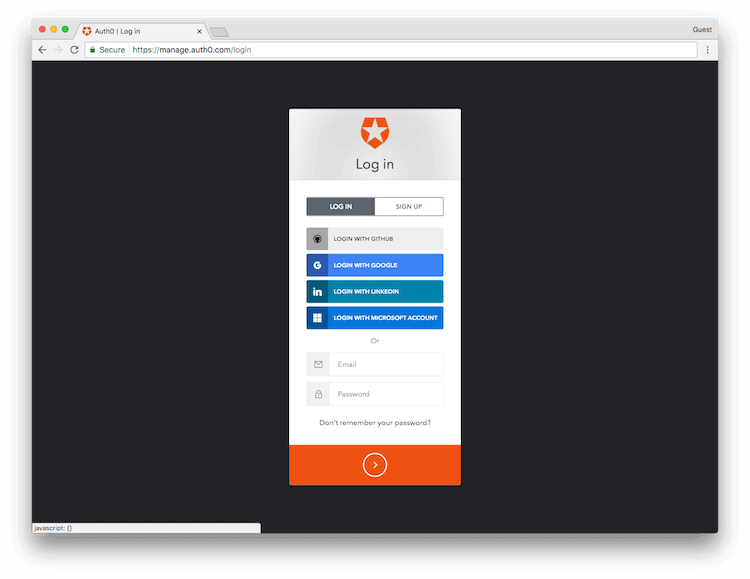 Auth0 | Log in
Guest
Secure
https://manage.auth0.com/login
Log in
LOG IN
SIGN UP
LOGIN WITH GITHUB
LOGIN WITH GOOGLE
LOGIN WITH LINKEDIN
LOGIN WITH MICROSOFT ACCOUNT
Or
Email
Password
Don't remember your password?
javascript: {}